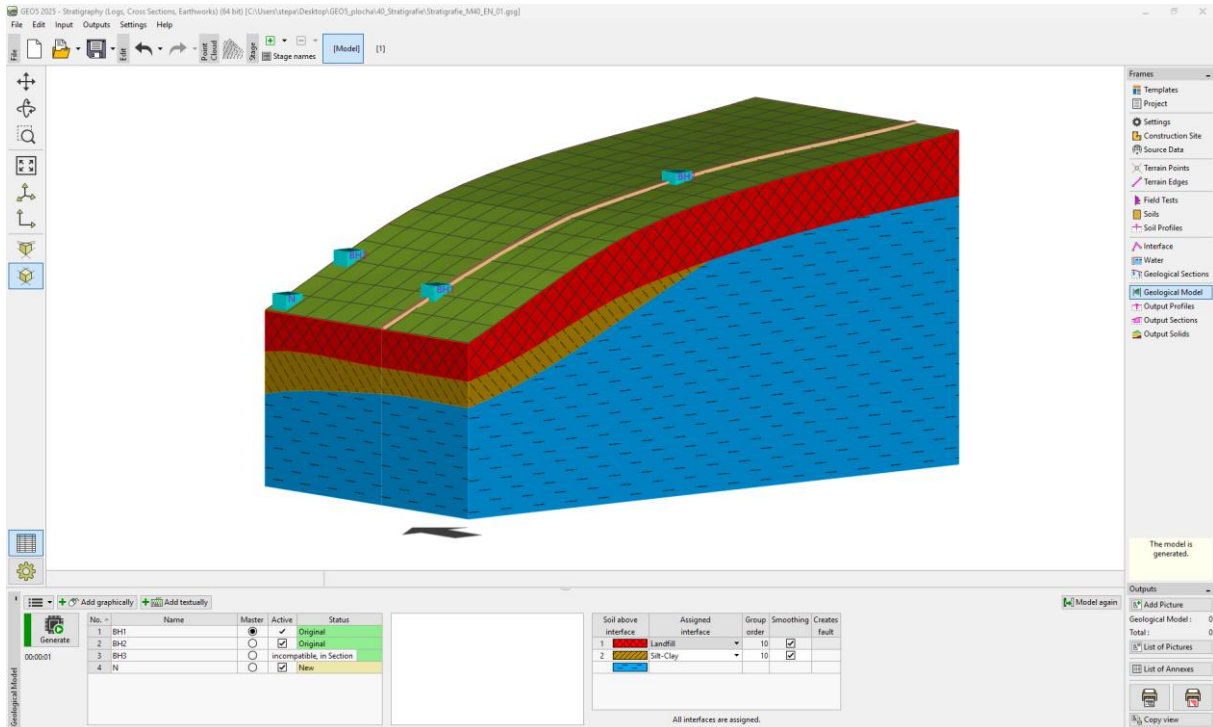 GEO5 2025 - Stratigraphy (Logs, Cross Sections, Earthworks) (64 bit) [C:\Users\stepa\Desktop\GEO5_plocha\40_Stratigrafie\Stratigrafie_M40_EN_01.gsg]
File Edit Input Outputs Settings Help
File
Edit
Point Cloud
Stage
Stage names
[Model]
[1]
BH1
N
Frames
Templates
Project
Settings
Construction Site
Source Data
Terrain Points
Terrain Edges
Field Tests
Soils
Soil Profiles
Interface
Water
Geological Sections
Geological Model
Output Profiles
Output Sections
Output Solids
The model is
generated.
Outputs
Add Picture
Geological Model : 0
Total : 0
List of Pictures
List of Annexes
Copy view
Geological Model
Add graphically Add textually
Model again
Generate
00:00:01
No. Name Master Active Status
1 BH1 Original
2 BH2 Original
3 BH3 incompatible, in Section
4 N New
Soil above interface Assigned interface Group order Smoothing Creates fault
1 Landfill 10
2 Silt-Clay 10
All interfaces are assigned.